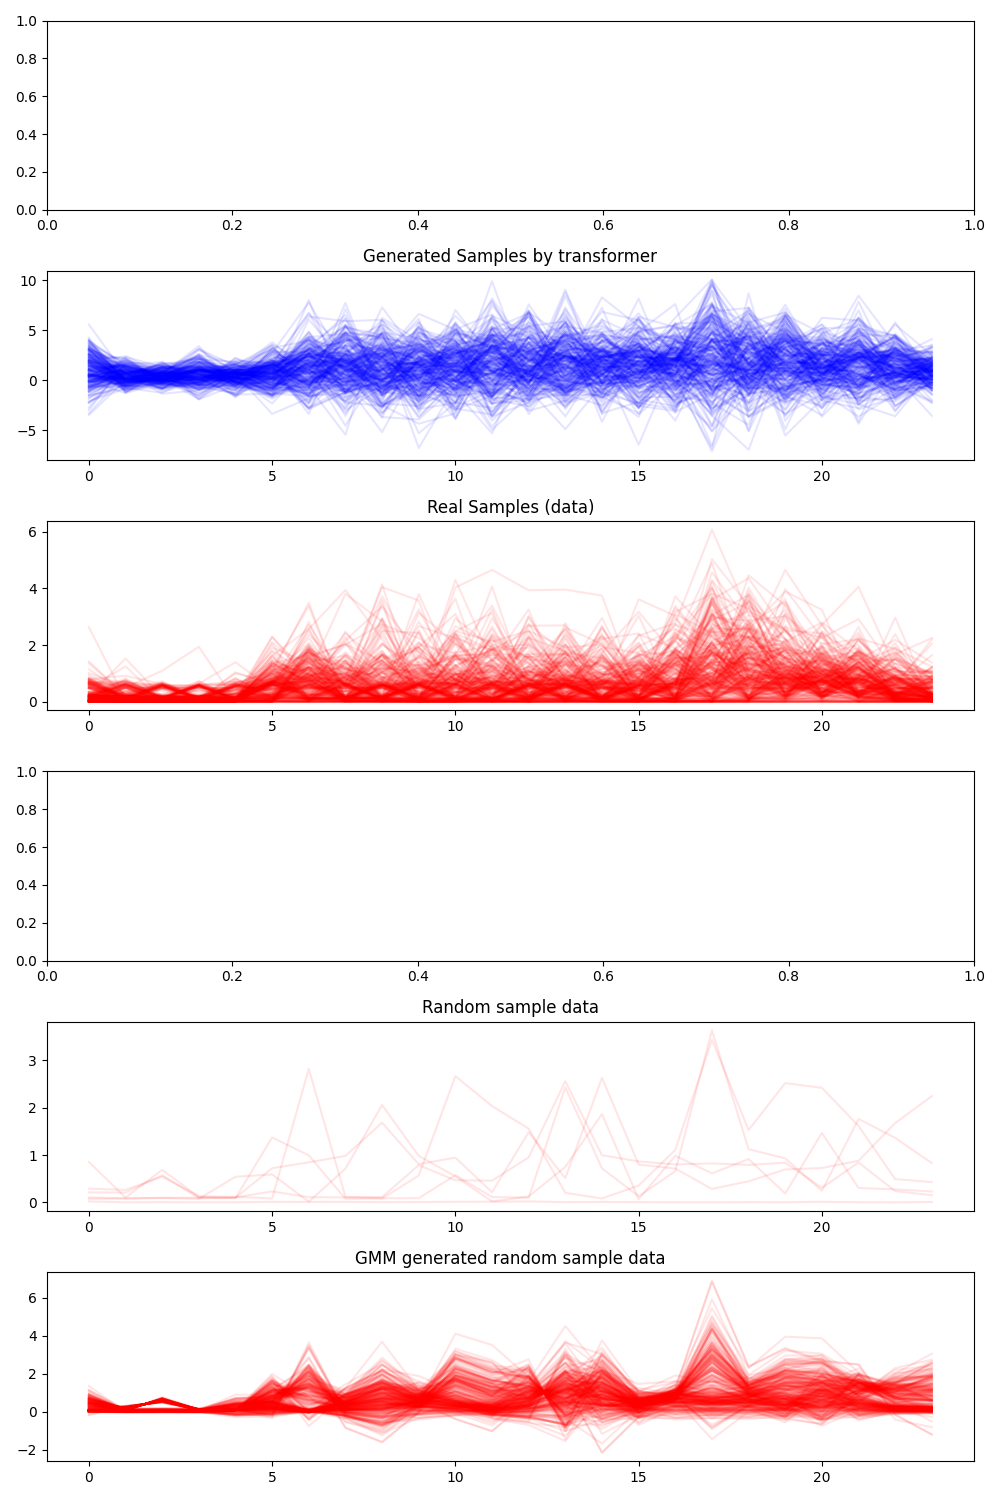 1.0
0.8
0.6
0.4
0.2
0.0
0.0 0.2 0.4 0.6 0.8 1.0
Generated Samples by transformer
10
5
0
−5
0 5 10 15 20
Real Samples (data)
6
4
2
0
0 5 10 15 20
1.0
0.8
0.6
0.4
0.2
0.0
0.0 0.2 0.4 0.6 0.8 1.0
Random sample data
3
2
1
0
0 5 10 15 20
GMM generated random sample data
6
4
2
0
−2
0 5 10 15 20